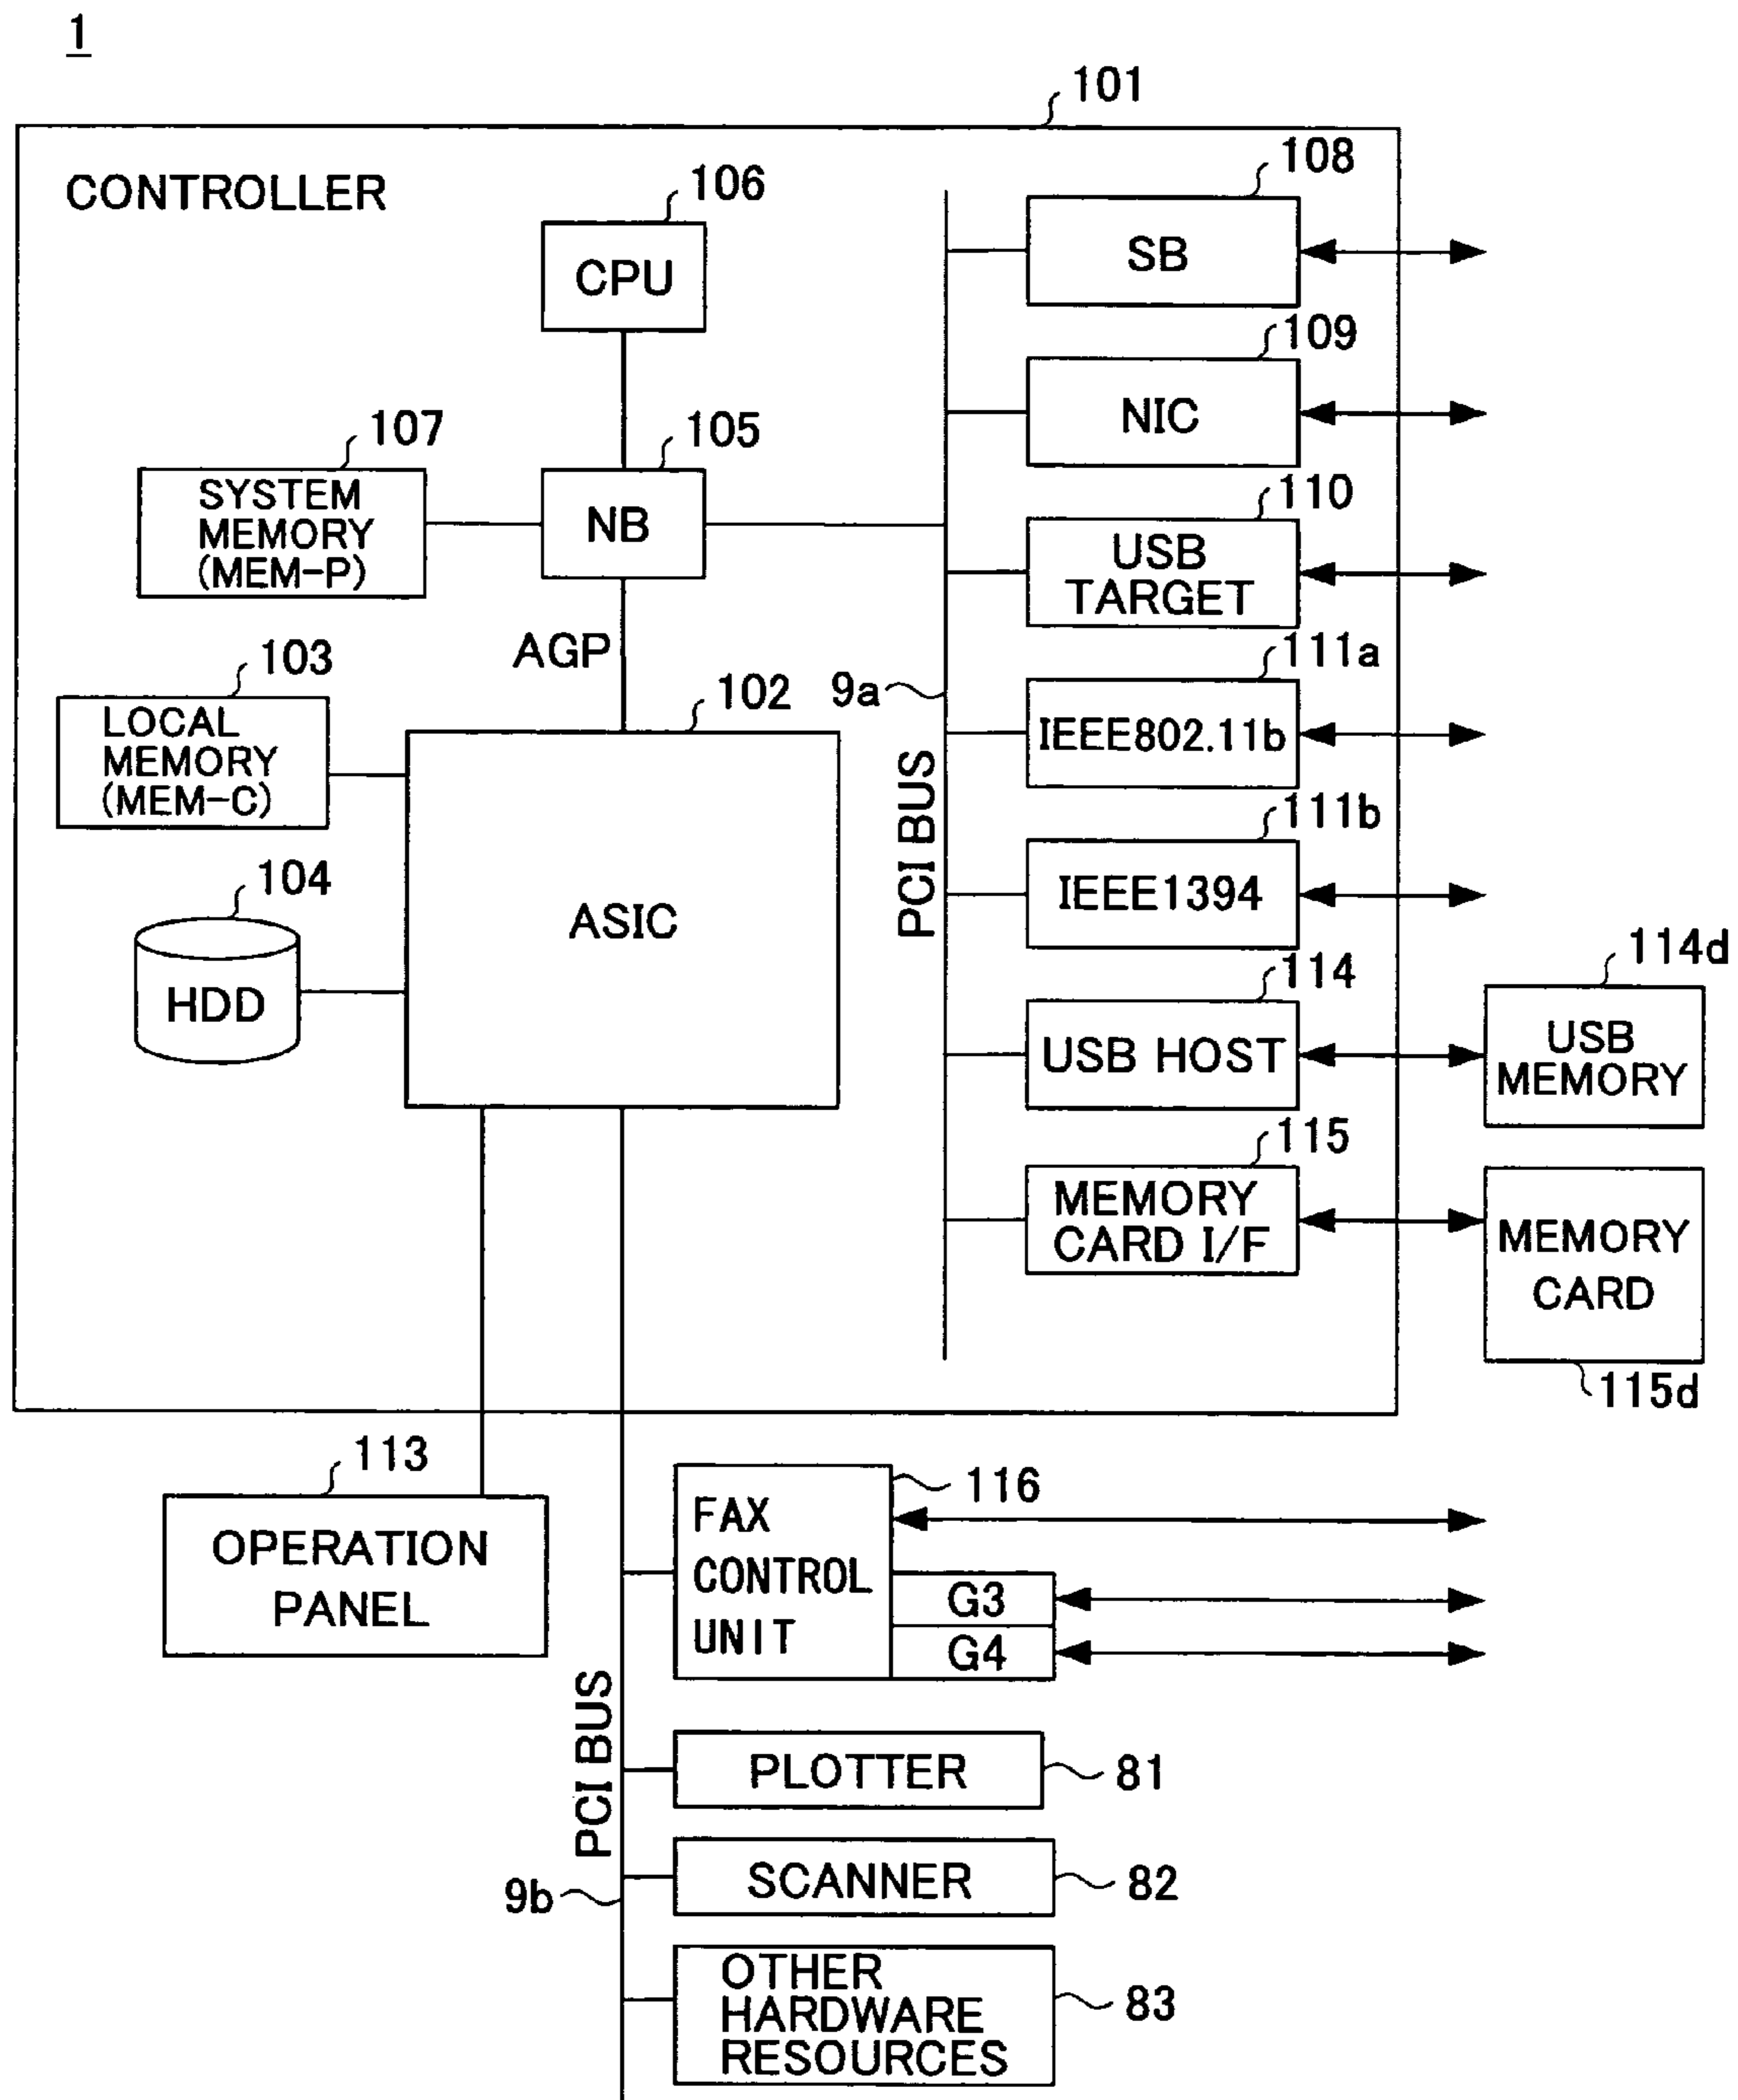 1
101
CONTROLLER
106
CPU
108
SB
109
NIC
107
SYSTEM
MEMORY
(MEM-P)
105
NB
110
USB
TARGET
AGP
103
LOCAL
MEMORY
(MEM-C)
102
ASIC
9a
PCI BUS
111a
IEEE802.11b
111b
IEEE1394
104
HDD
114
USB HOST
114d
USB
MEMORY
115
MEMORY
CARD I/F
MEMORY
CARD
115d
113
OPERATION
PANEL
116
FAX
CONTROL
UNIT
G3
G4
PCI BUS
9b
PLOTTER
81
SCANNER
82
OTHER
HARDWARE
RESOURCES
83